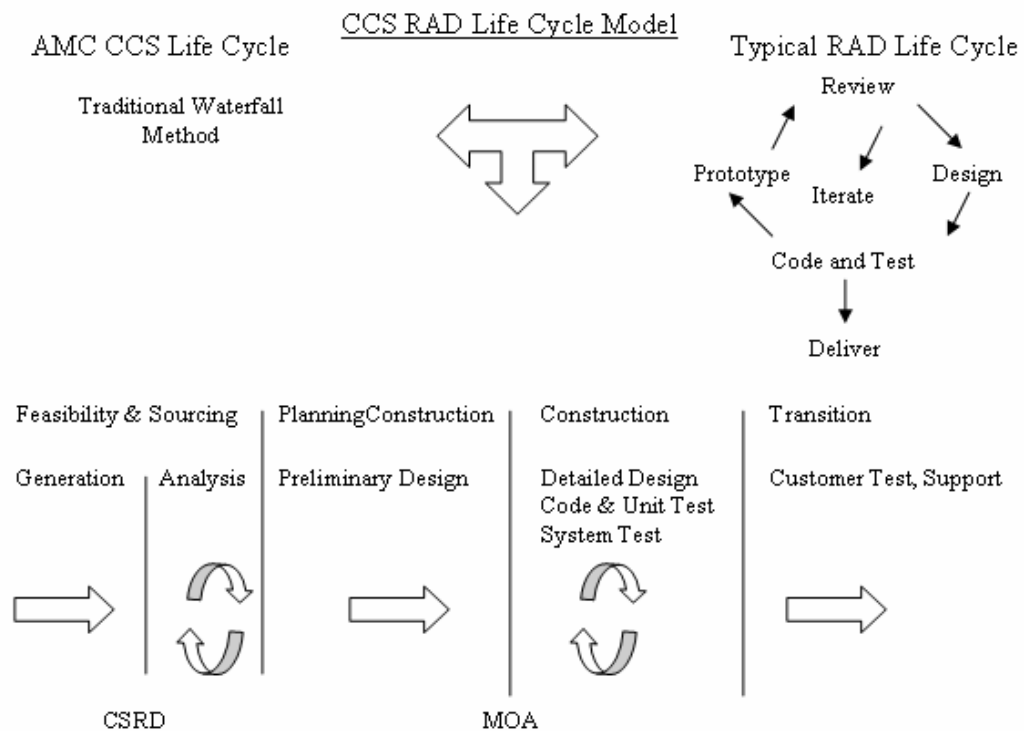 CCS RAD Life Cycle Model
AMC CCS Life Cycle
Typical RAD Life Cycle
Traditional Waterfall
Method
Review
Prototype
Iterate
Design
Code and Test
Deliver
Feasibility & Sourcing
PlanningConstruction
Construction
Transition
Generation
Analysis
Preliminary Design
Detailed Design
Code & Unit Test
System Test
Customer Test, Support
CSRD
MOA